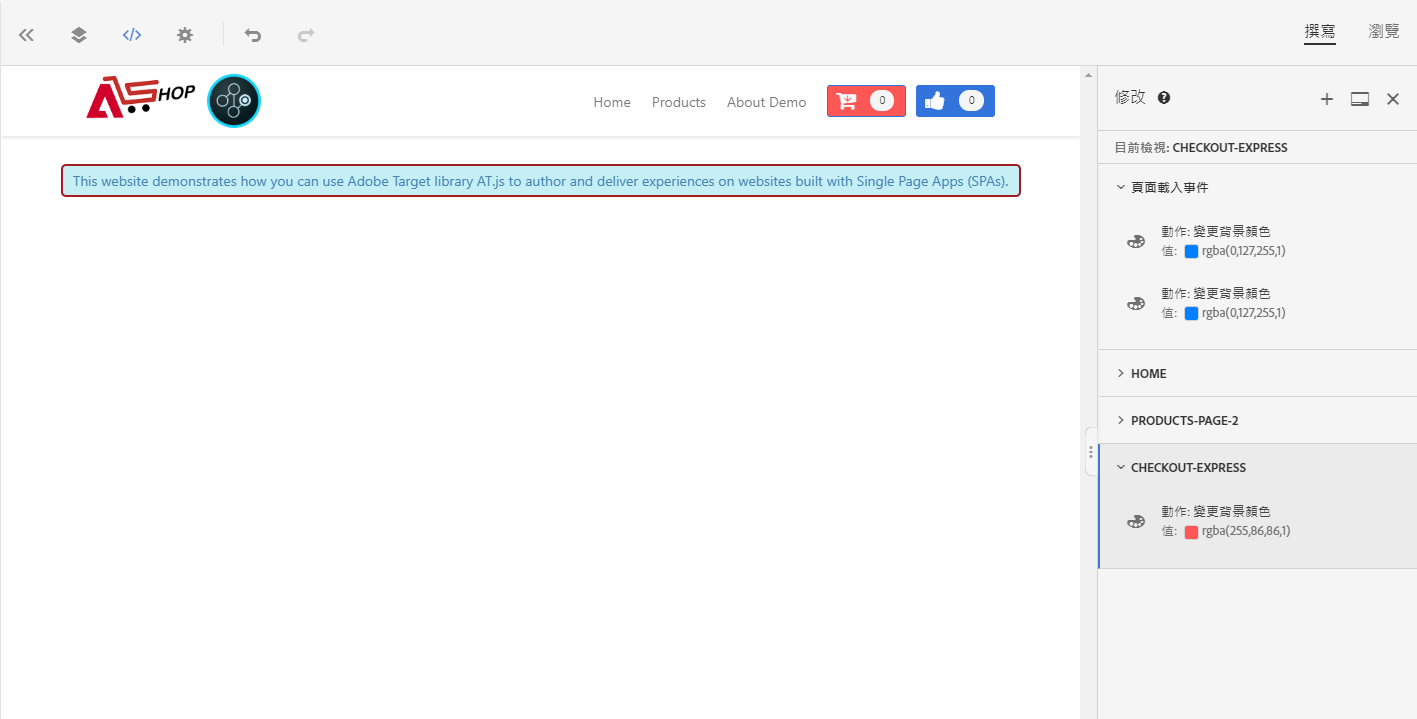 撰寫
瀏覽
A SHOP
Home
Products
About Demo
0
0
This website demonstrates how you can use Adobe Target library AT.js to author and deliver experiences on websites built with Single Page Apps (SPAs).
修改
目前檢視: CHECKOUT-EXPRESS
頁面載入事件
動作: 變更背景顏色
值: rgba(0,127,255,1)
動作: 變更背景顏色
值: rgba(0,127,255,1)
HOME
PRODUCTS-PAGE-2
CHECKOUT-EXPRESS
動作: 變更背景顏色
值: rgba(255,86,86,1)